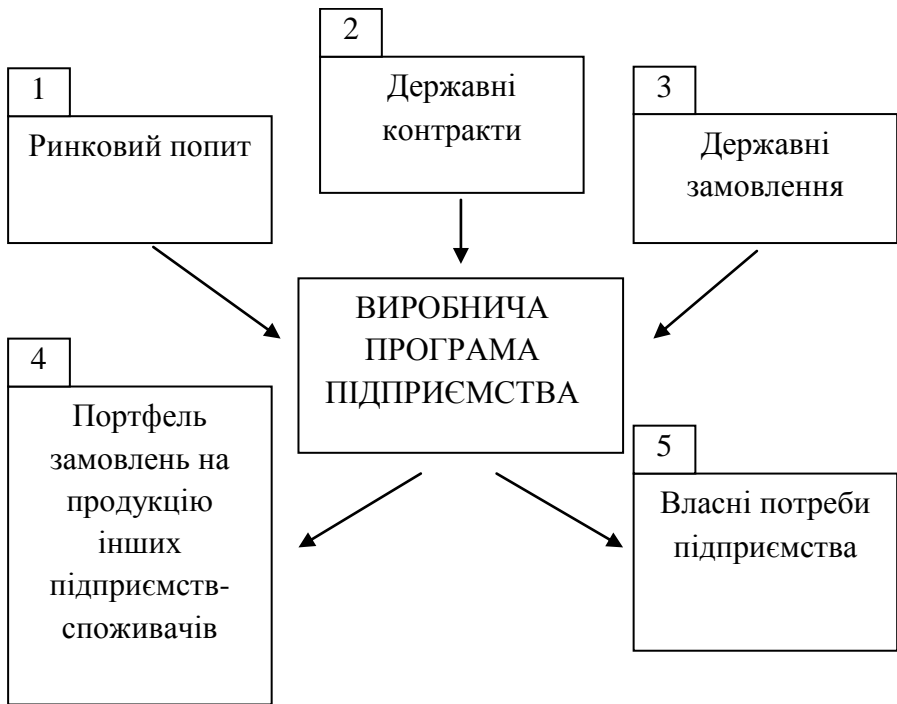 1
Ринковий попит
2
Державні
контракти
3
Державні
замовлення
ВИРОБНИЧА
ПРОГРАМА
ПІДПРИЄМСТВА
4
Портфель
замовлень на
продукцію
інших
підприємств-
споживачів
5
Власні потреби
підприємства